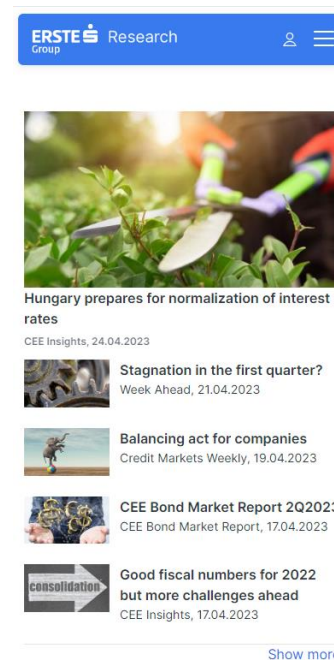 ERSTE Research
Group
Hungary prepares for normalization of interest
rates
CEE Insights, 24.04.2023
Stagnation in the first quarter?
Week Ahead, 21.04.2023
Balancing act for companies
Credit Markets Weekly, 19.04.2023
CEE Bond Market Report 2Q2023
CEE Bond Market Report, 17.04.2023
consolidation
Good fiscal numbers for 2022
but more challenges ahead
CEE Insights, 17.04.2023
Show more